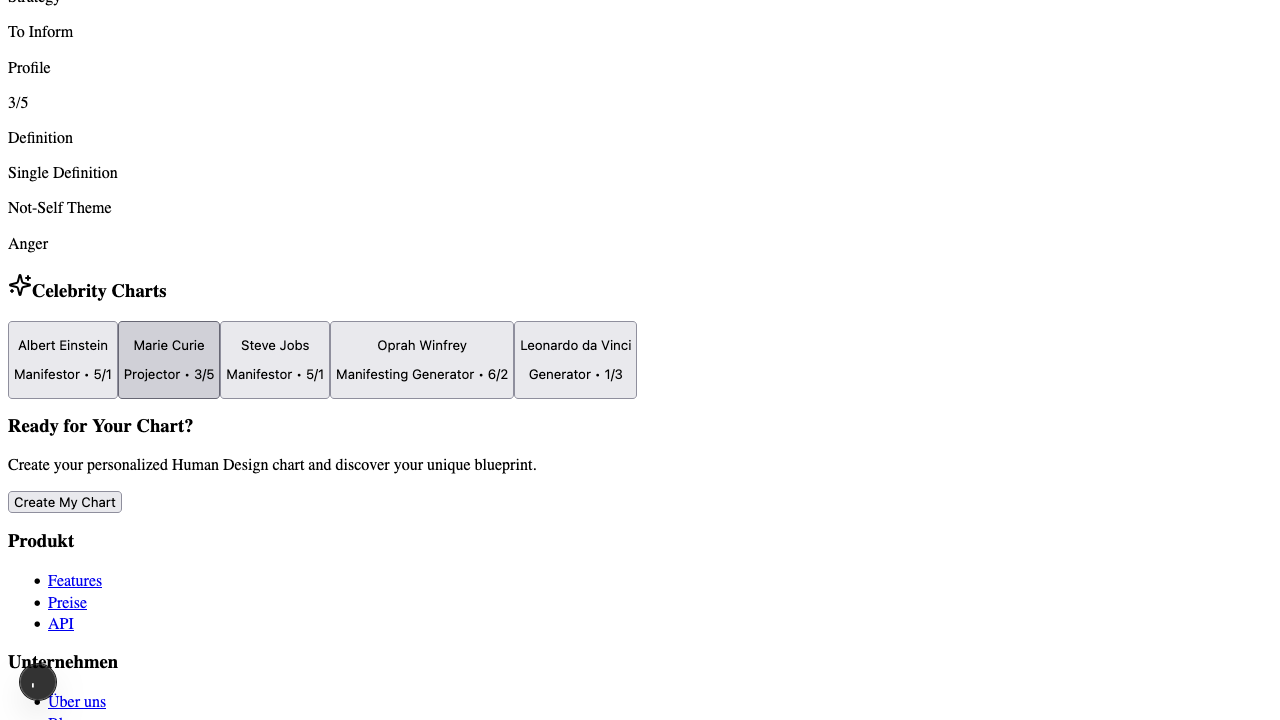 To Inform
Profile
3/5
Definition
Single Definition
Not-Self Theme
Anger
Celebrity Charts
Albert Einstein
Manifestor • 5/1
Marie Curie
Projector • 3/5
Steve Jobs
Manifestor • 5/1
Oprah Winfrey
Manifesting Generator • 6/2
Leonardo da Vinci
Generator • 1/3
Ready for Your Chart?
Create your personalized Human Design chart and discover your unique blueprint.
Create My Chart
Produkt
Features
Preise
API
Unternehmen
Über uns